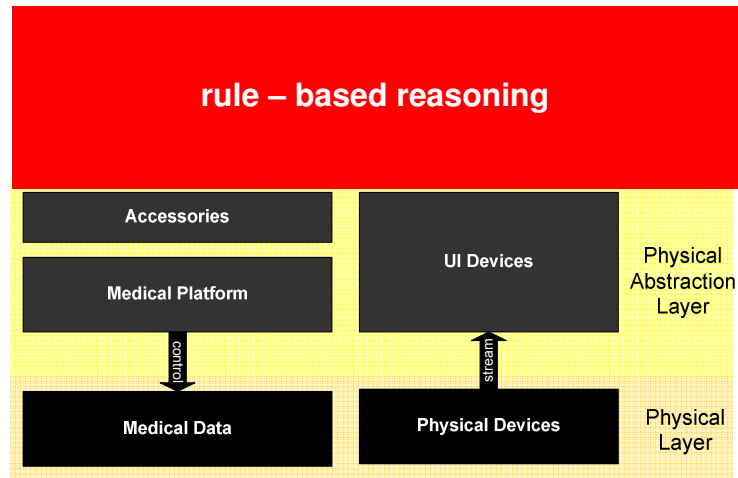 rule – based reasoning
Accessories
Medical Platform
UI Devices
Physical
Abstraction
Layer
control
stream
Medical Data
Physical Devices
Physical
Layer